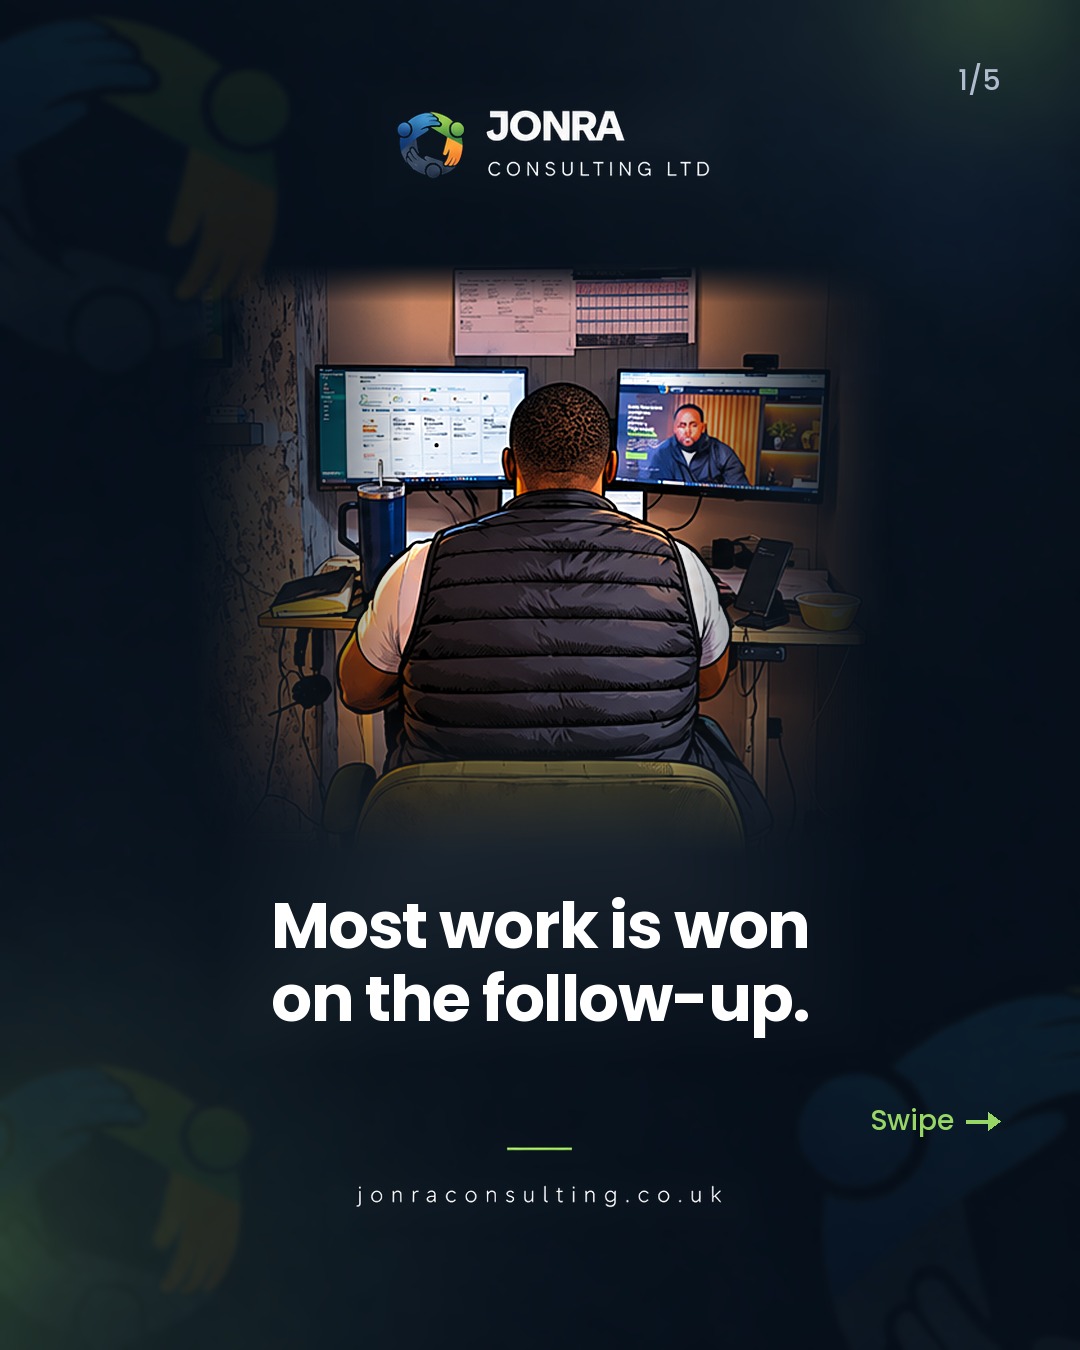 1/5
JONRA
CONSULTING LTD
Most work is won
on the follow-up.
Swipe
jonraconsulting.co.uk